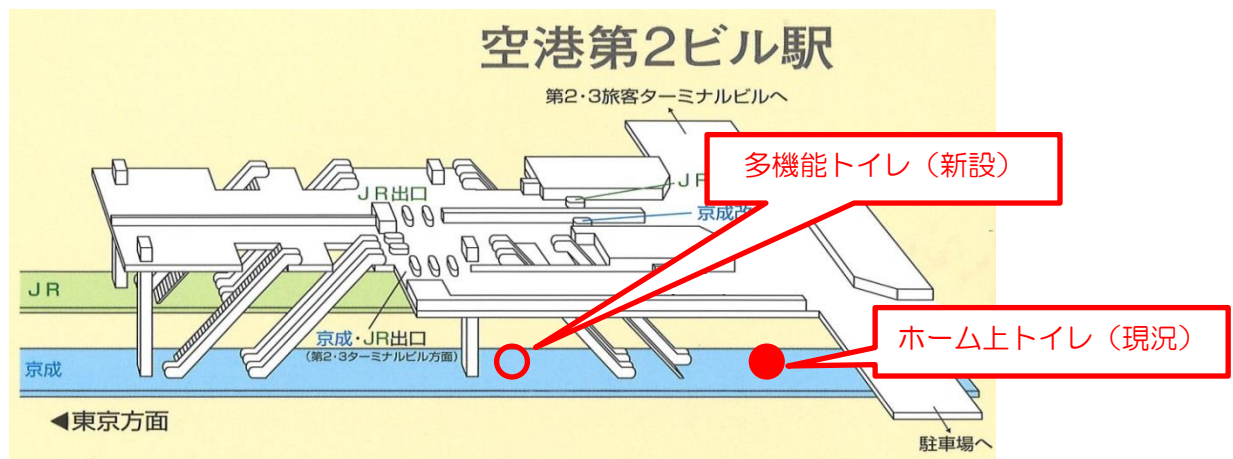 空港第2ビル駅
第2・3旅客ターミナルビルへ
多機能トイレ（新設）
JR
JR出口
京成改
JR
ホーム上トイレ（現況）
京成・JR出口
（第2・3ターミナルビル方面）
京成
◀東京方面
駐車場へ